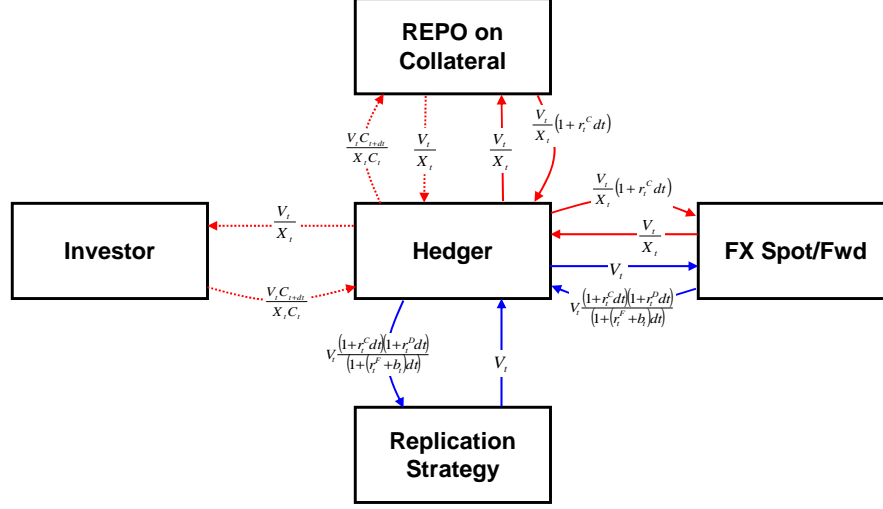 REPO on
Collateral
V_t C_{t+dt} / X_t C_t
V_t / X_t
V_t / X_t
V_t / X_t (1 + r_t^C dt)
Investor
V_t / X_t
V_t C_{t+dt} / X_t C_t
Hedger
V_t / X_t (1 + r_t^C dt)
V_t / X_t
V_t
V_t (1+r_t^C dt)(1+r_t^D dt) / (1+(r_t^F+b_t)dt)
FX Spot/Fwd
V_t (1+r_t^C dt)(1+r_t^D dt) / (1+(r_t^F+b_t)dt)
V_t
Replication
Strategy